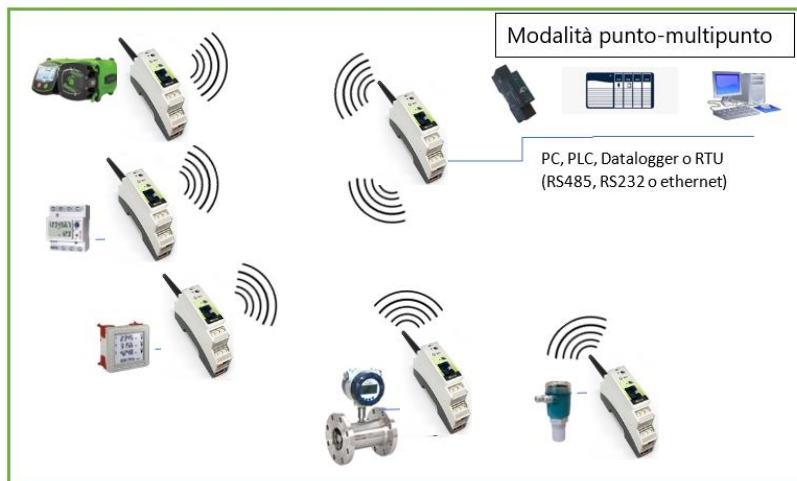 Modalità punto-multipunto
PC, PLC, Datalogger o RTU
(RS485, RS232 o ethernet)